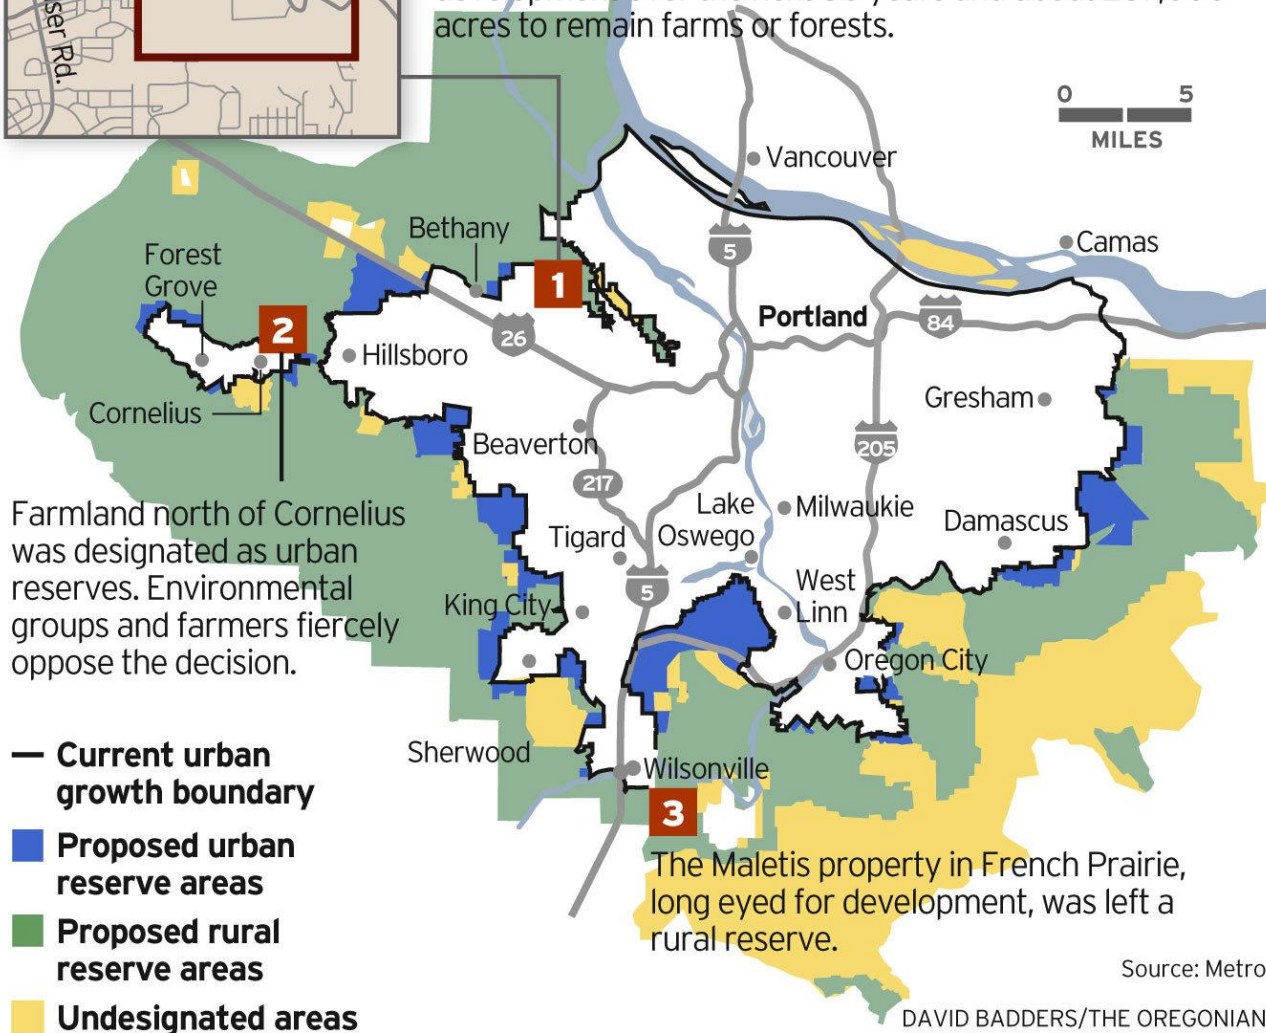 acres to remain farms or forests.
ser Rd.
0 5
MILES
Vancouver
Camas
Bethany
Forest
Grove
1
5
2
26
Portland
84
Hillsboro
Gresham
Cornelius
Beaverton
205
217
Lake
Oswego
Milwaukie
Damascus
Tigard
5
West
Linn
King City
Oregon City
Farmland north of Cornelius
was designated as urban
reserves. Environmental
groups and farmers fiercely
oppose the decision.
Sherwood
Wilsonville
3
The Maletis property in French Prairie,
long eyed for development, was left a
rural reserve.
Current urban
growth boundary
Proposed urban
reserve areas
Proposed rural
reserve areas
Undesignated areas
Source: Metro
DAVID BADDERS/THE OREGONIAN